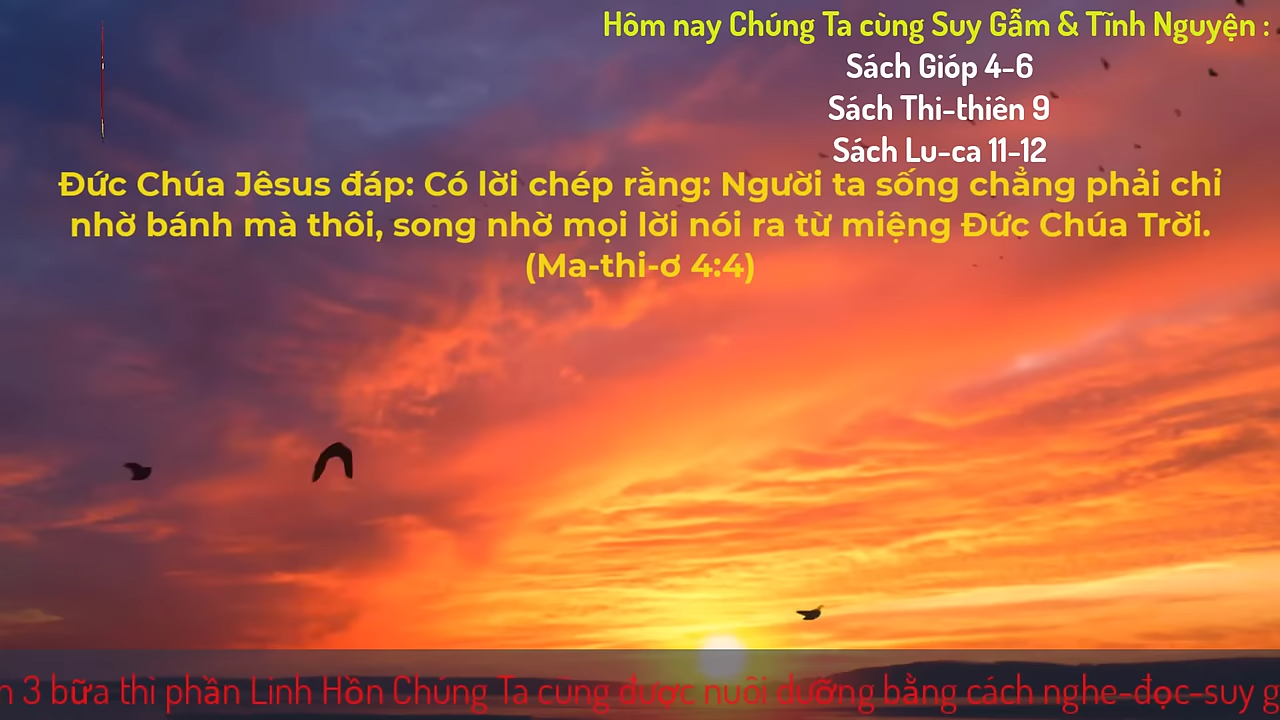 Hôm nay Chúng Ta cùng Suy Gẫm & Tĩnh Nguyện :
Sách Gióp 4-6
Sách Thi-thiên 9
Sách Lu-ca 11-12
Đức Chúa Jêsus đáp: Có lời chép rằng: Người ta sống chẳng phải chỉ
nhờ bánh mà thôi, song nhờ mọi lời nói ra từ miệng Đức Chúa Trời.
(Ma-thi-ơ 4:4)
3 bữa thì phần Linh Hồn Chúng Ta cung được nuôi dưỡng bằng cách nghe-đọc-suy